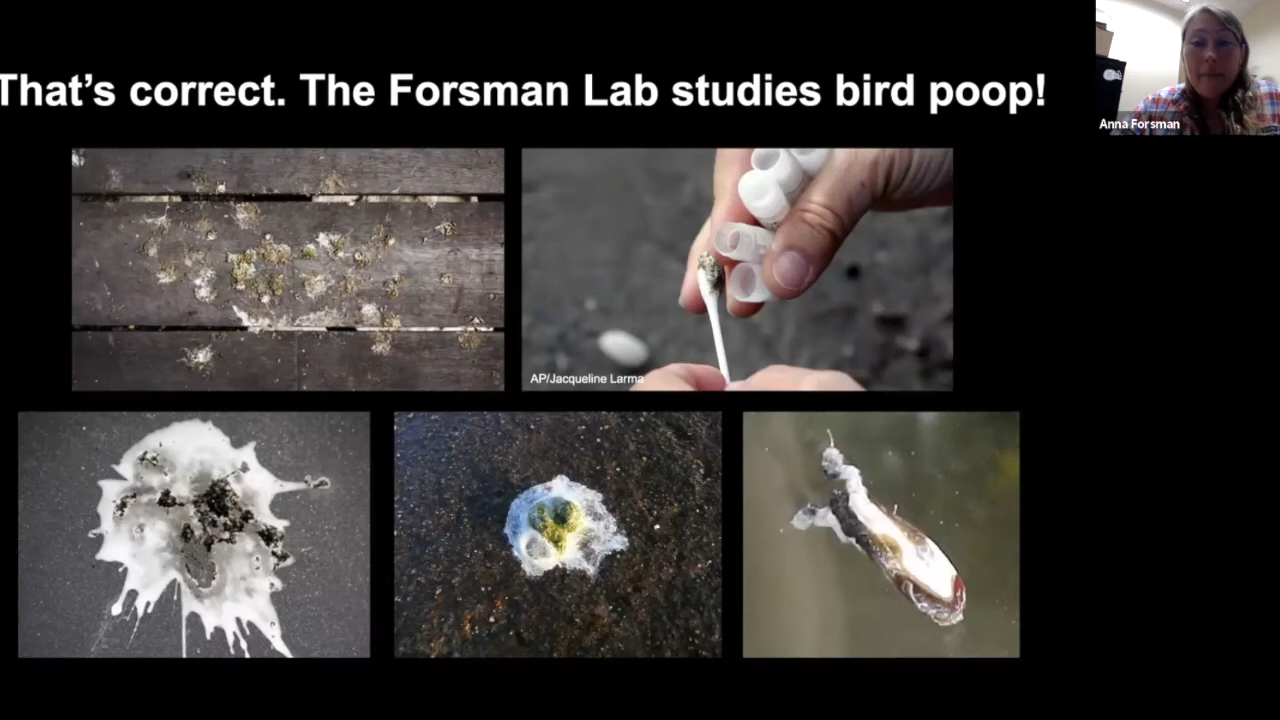 That's correct. The Forsman Lab studies bird poop!
Anna Forsman
AP/Jacqueline Larma